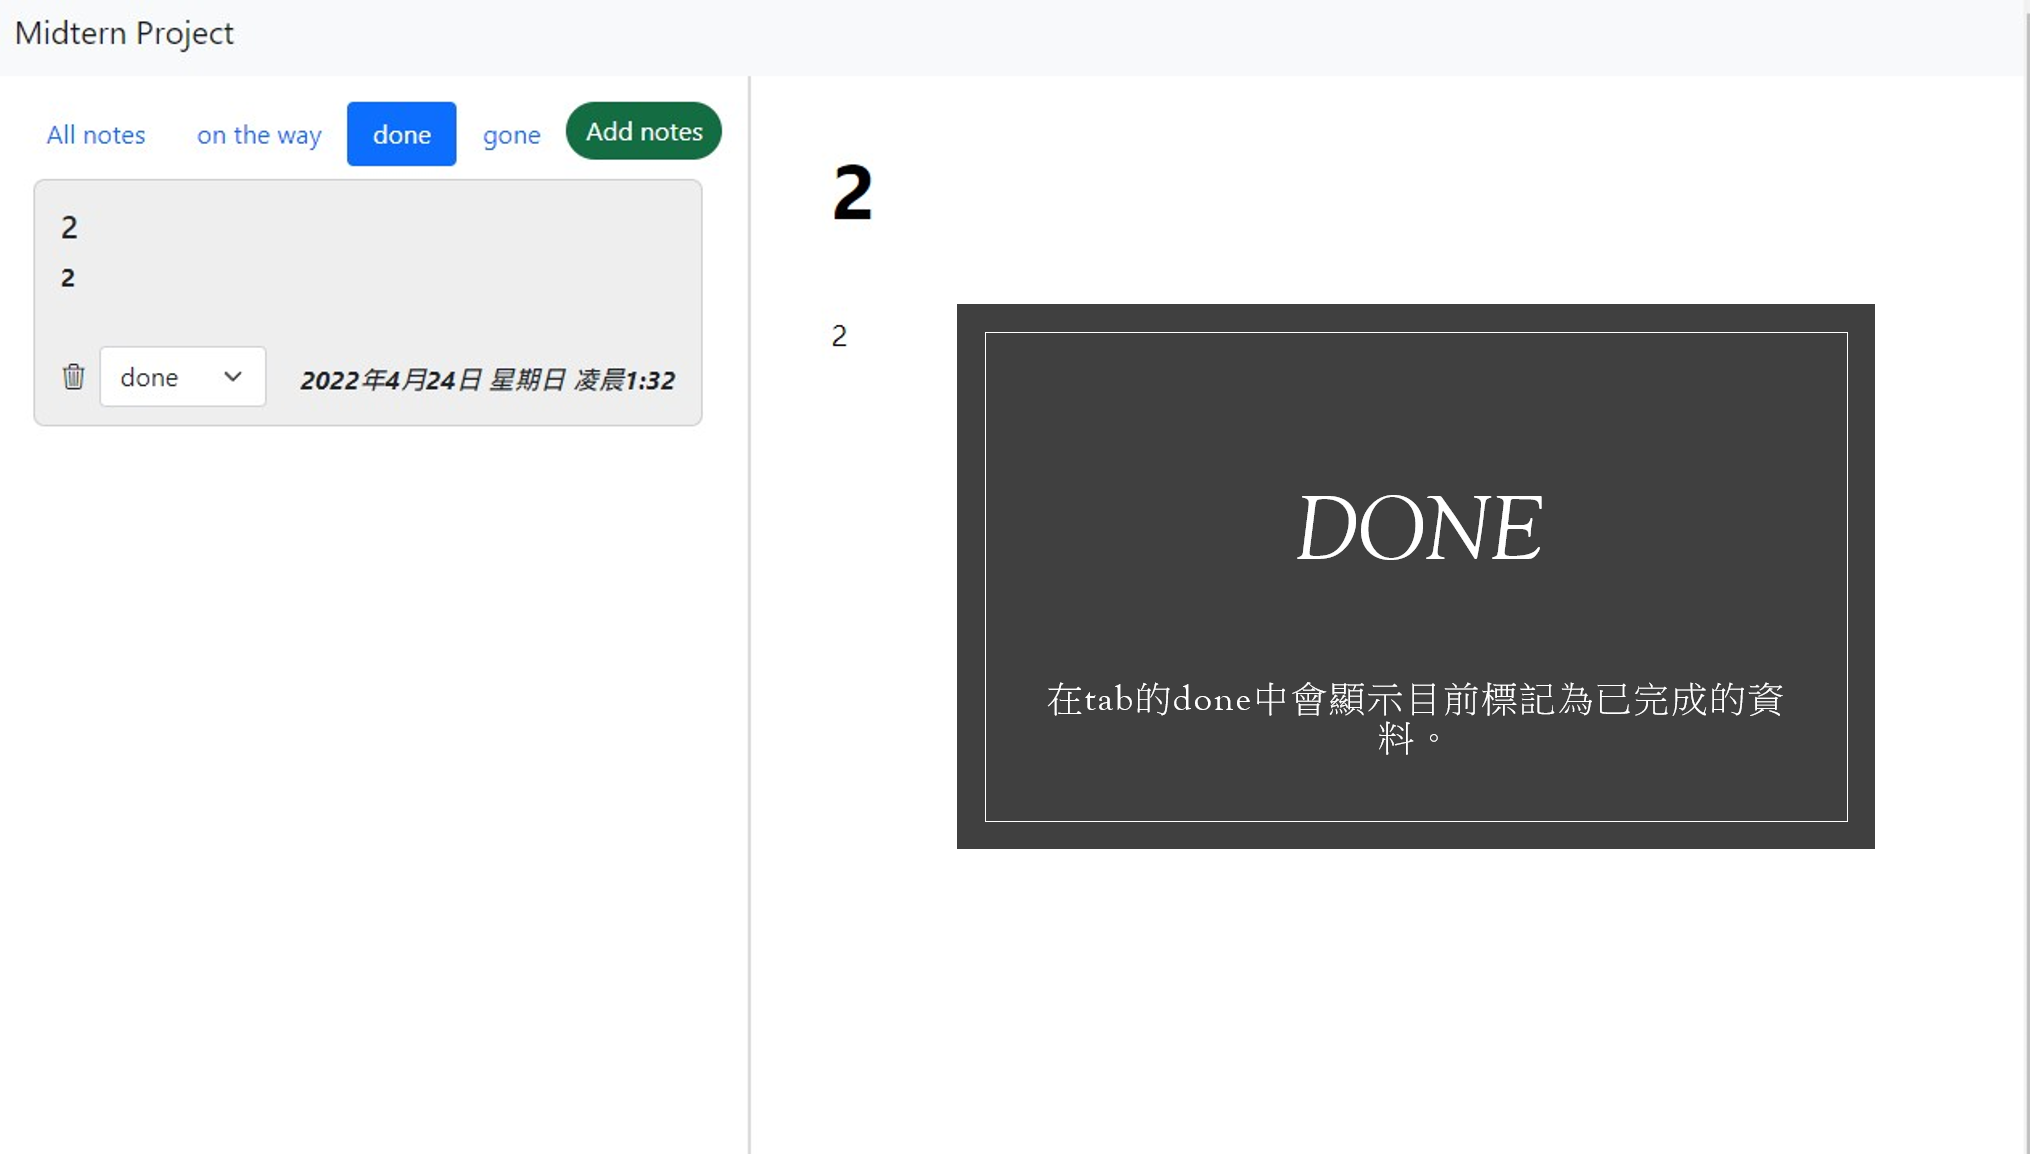 Midtern Project
All notes on the way done gone Add notes
2
2
done 2022年4月24日 星期日 凌晨1:32
2
2
DONE
在tab的done中會顯示目前標記為已完成的資
料。